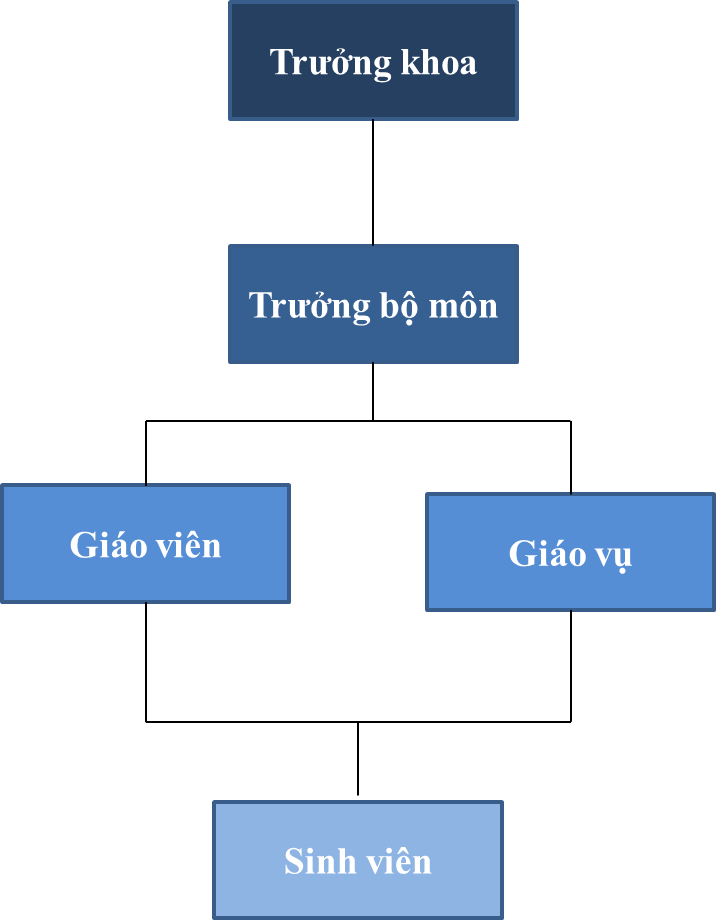 Trưởng khoa
Trưởng bộ môn
Giáo viên
Giáo vụ
Sinh viên